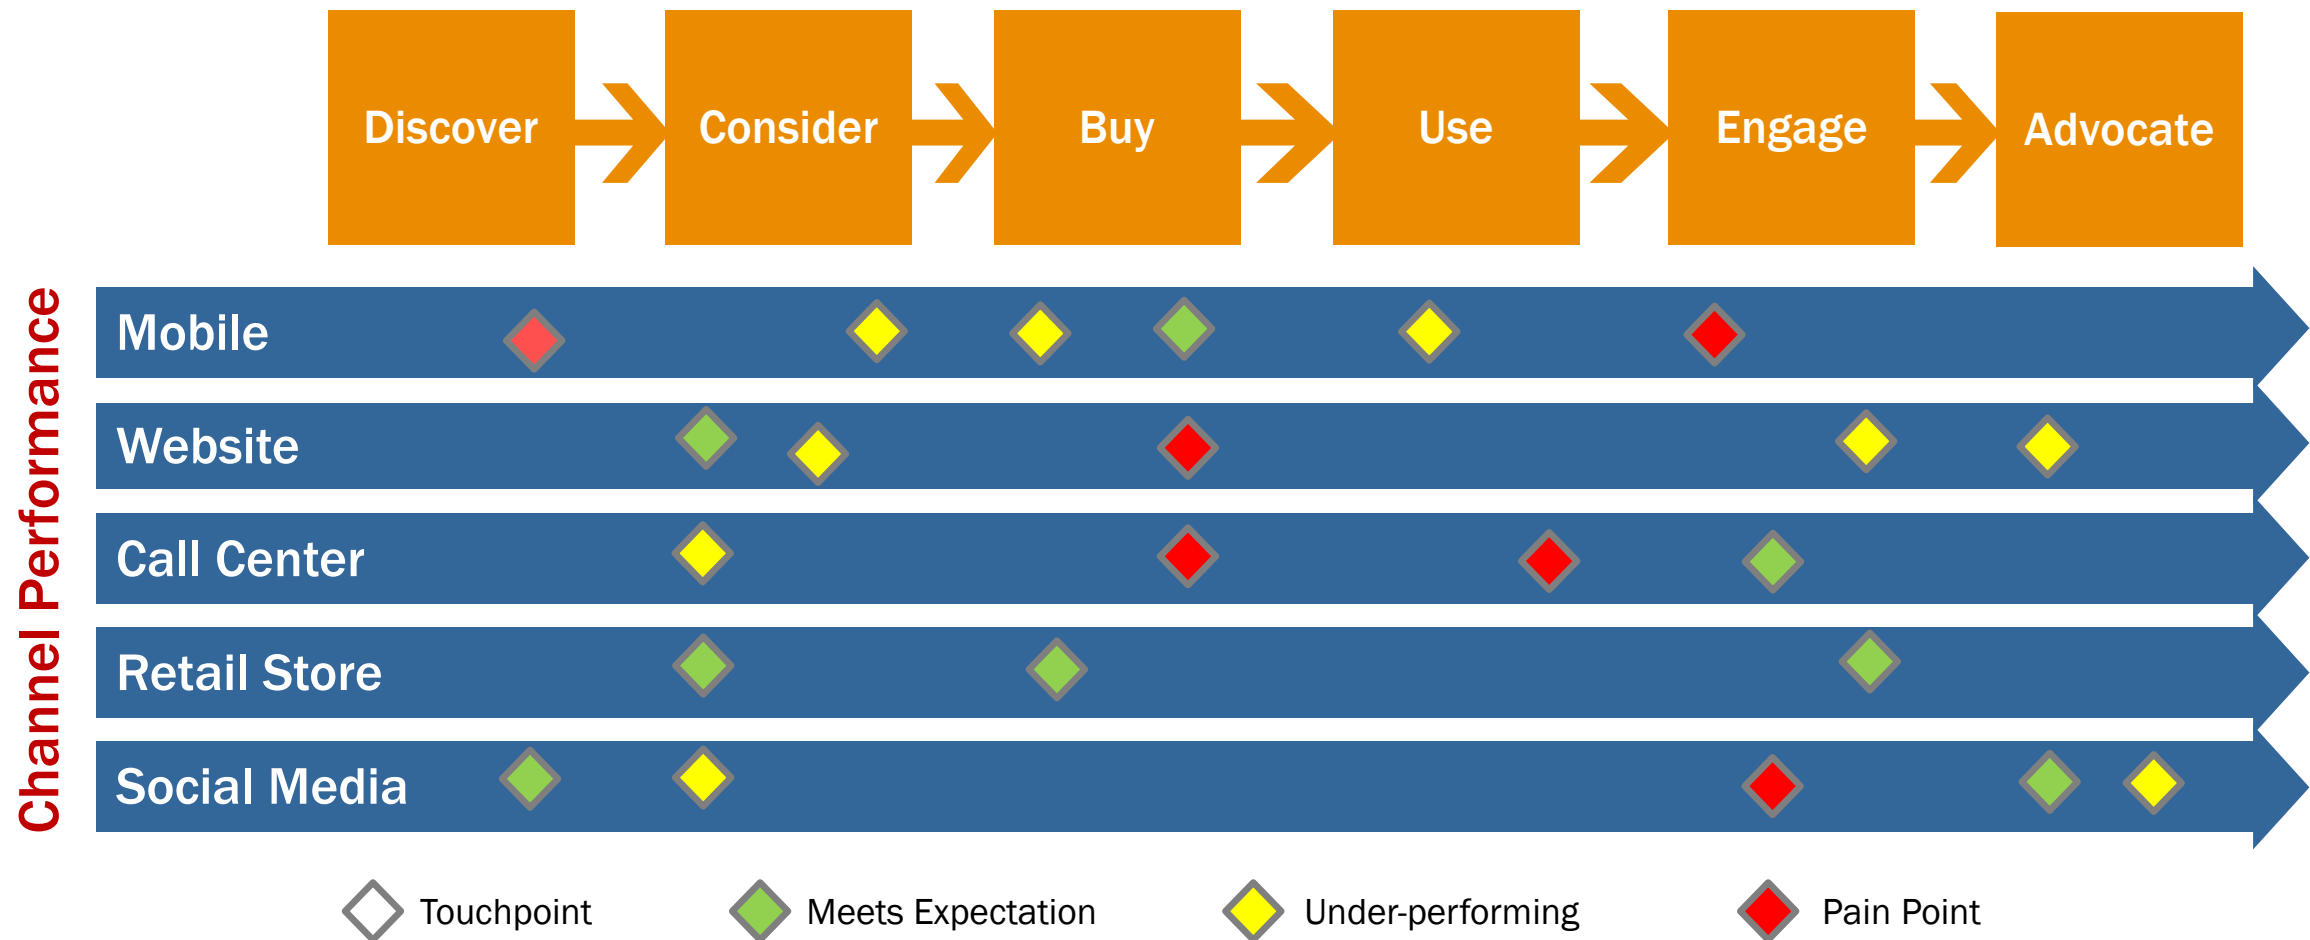 Discover
Consider
Buy
Use
Engage
Advocate
Channel Performance
Mobile
Website
Call Center
Retail Store
Social Media
Touchpoint
Meets Expectation
Under-performing
Pain Point